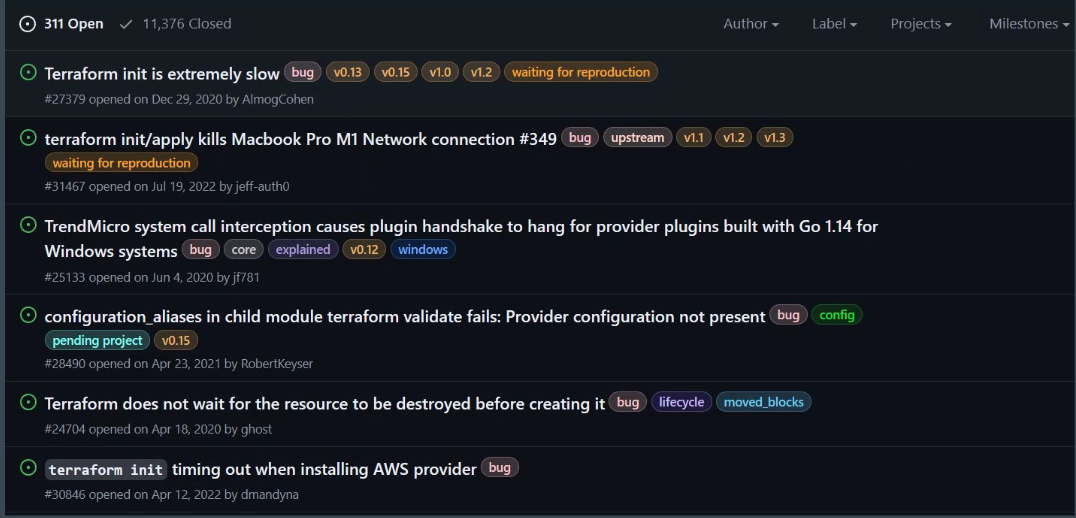 311 Open 11,376 Closed Author Label Projects Milestones
Terraform init is extremely slow bug v0.13 v0.15 v1.0 v1.2 waiting for reproduction
#27379 opened on Dec 29, 2020 by AlmogCohen
terraform init/apply kills Macbook Pro M1 Network connection #349 bug upstream v1.1 v1.2 v1.3
waiting for reproduction
#31467 opened on Jul 19, 2022 by jeff-auth0
TrendMicro system call interception causes plugin handshake to hang for provider plugins built with Go 1.14 for
Windows systems bug core explained v0.12 windows
#25133 opened on Jun 4, 2020 by jf781
configuration_aliases in child module terraform validate fails: Provider configuration not present bug config
pending project v0.15
#28490 opened on Apr 23, 2021 by RobertKeyser
Terraform does not wait for the resource to be destroyed before creating it bug lifecycle moved_blocks
#24704 opened on Apr 18, 2020 by ghost
terraform init timing out when installing AWS provider bug
#30846 opened on Apr 12, 2022 by dmandyna